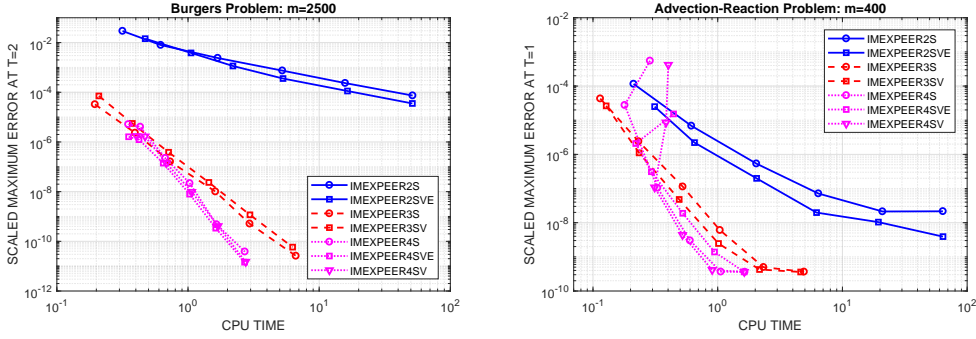 Burgers Problem: m=2500
SCALED MAXIMUM ERROR AT T=2
10^-2
10^-4
10^-6
10^-8
10^-10
10^-12
10^-1
10^0
10^1
10^2
CPU TIME
IMEXPEER2S
IMEXPEER2SVE
IMEXPEER3S
IMEXPEER3SV
IMEXPEER4S
IMEXPEER4SVE
IMEXPEER4SV
Advection-Reaction Problem: m=400
SCALED MAXIMUM ERROR AT T=1
10^-2
10^-4
10^-6
10^-8
10^-10
10^-1
10^0
10^1
10^2
CPU TIME
IMEXPEER2S
IMEXPEER2SVE
IMEXPEER3S
IMEXPEER3SV
IMEXPEER4S
IMEXPEER4SVE
IMEXPEER4SV